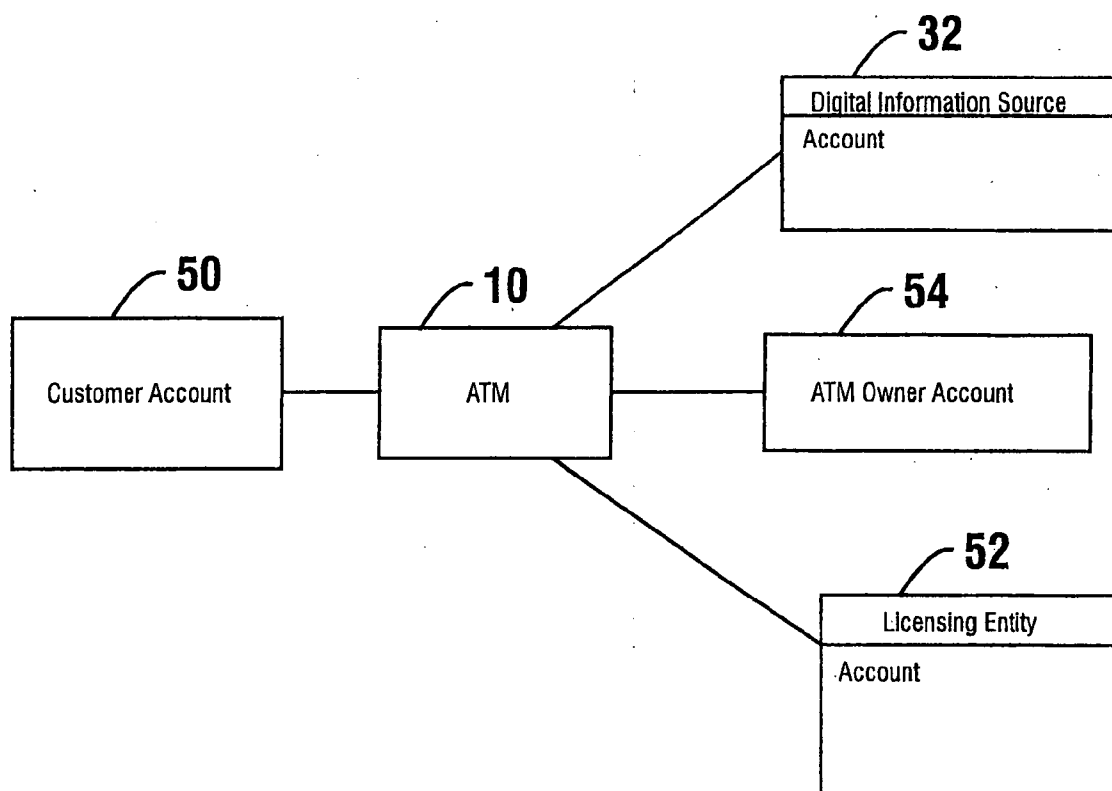 32
Digital Information Source
Account
50
10
54
Customer Account
ATM
ATM Owner Account
52
Licensing Entity
Account